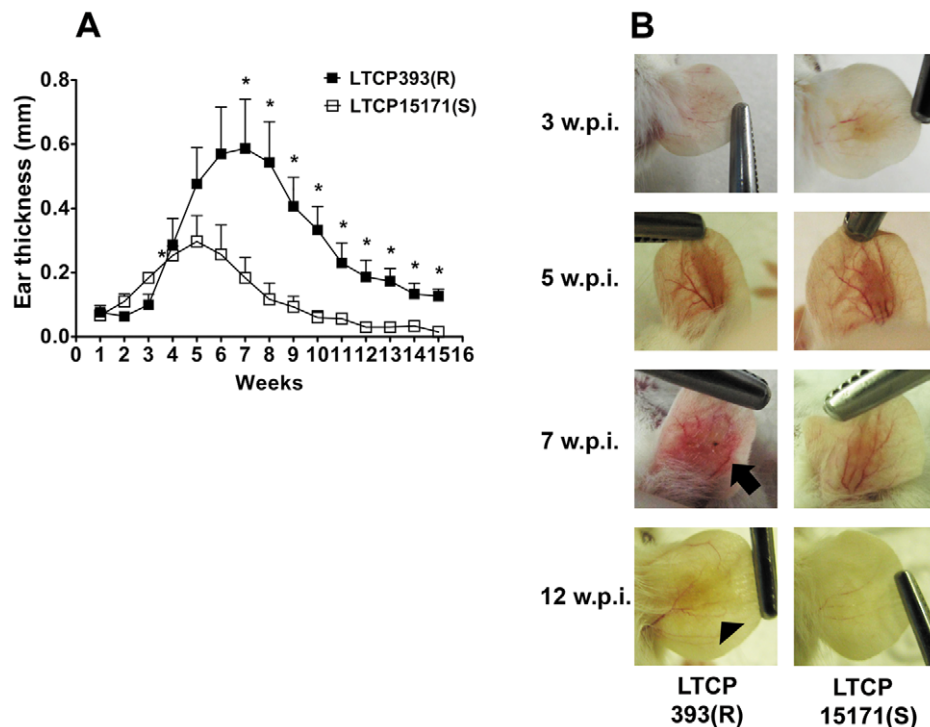 A
B
LTCP393(R)
LTCP15171(S)
Ear thickness (mm)
0.8
0.6
0.4
0.2
0.0
* * * * * * * * * *
0 1 2 3 4 5 6 7 8 9 10 11 12 13 14 15 16
Weeks
3 w.p.i.
5 w.p.i.
7 w.p.i.
12 w.p.i.
LTCP
393(R)
LTCP
15171(S)